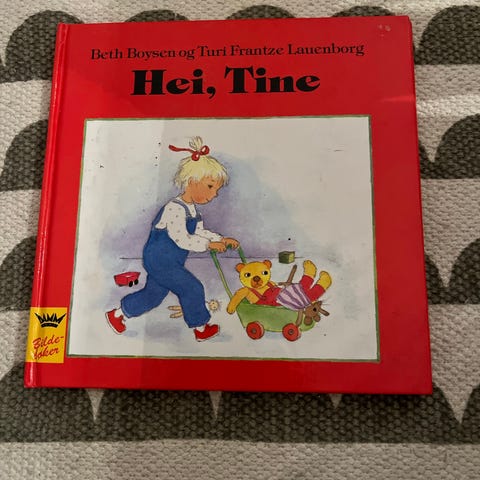 Beth Boysen og Turi Frantze Lauenborg
Hei, Tine
Bilde-
bøker